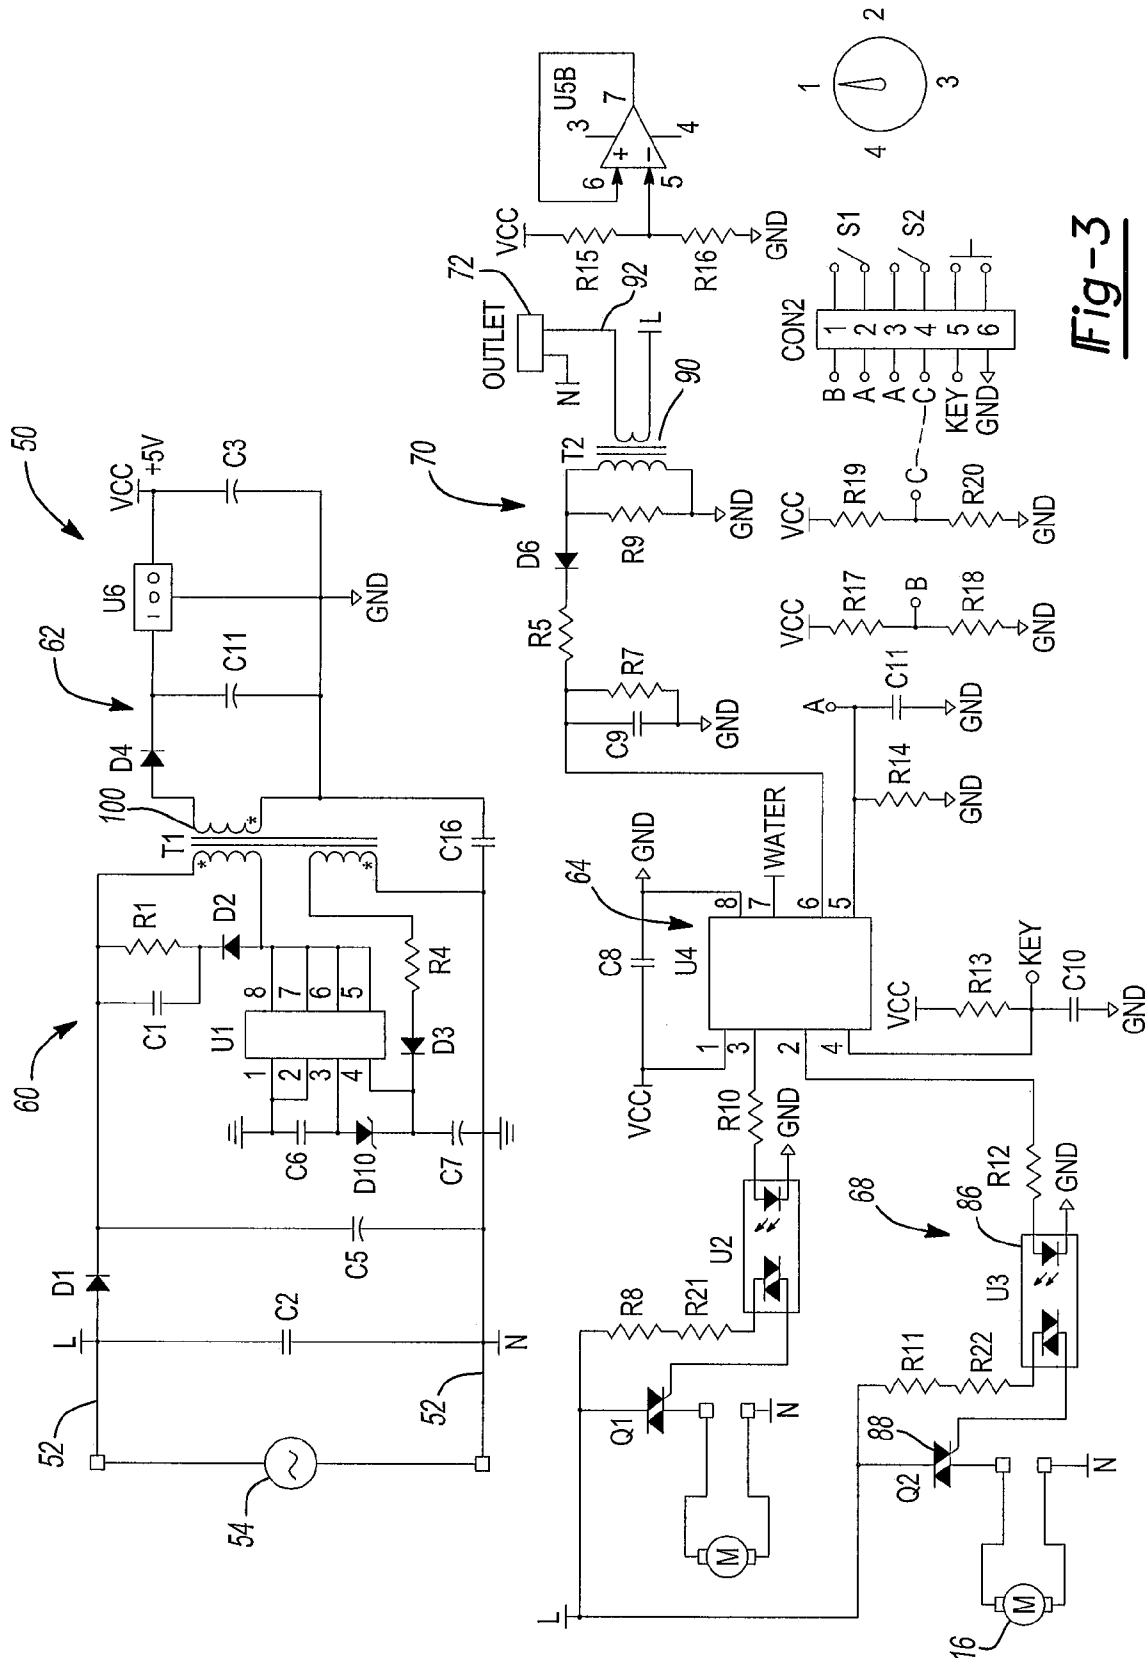 50
60
62
VCC
+5V
U6
C3
C11
GND
D4
100
T1
R1
C1
D2
U1
8
7
6
5
1
2
3
4
R4
D3
C16
C6
D10
C7
C5
D1
L
C2
N
52
52
54
70
72
OUTLET
N
92
L
90
T2
VCC
R15
R16
GND
U5B
3
7
6
+
−
5
4
D6
R9
GND
R5
R7
C9
GND
64
GND
C8
VCC
U4
8
7
6
5
1
3
2
4
WATER
A
C11
R14
GND
GND
VCC
R13
KEY
C10
GND
VCC
R17
B
R18
GND
VCC
R19
C
R20
GND
CON2
B
A
A
C
KEY
GND
1
2
3
4
5
6
S1
S2
1
2
3
4
R10
GND
U2
R8
R21
Q1
N
M
L
68
86
R12
GND
U3
R11
R22
88
Q2
N
M
16
Fig-3